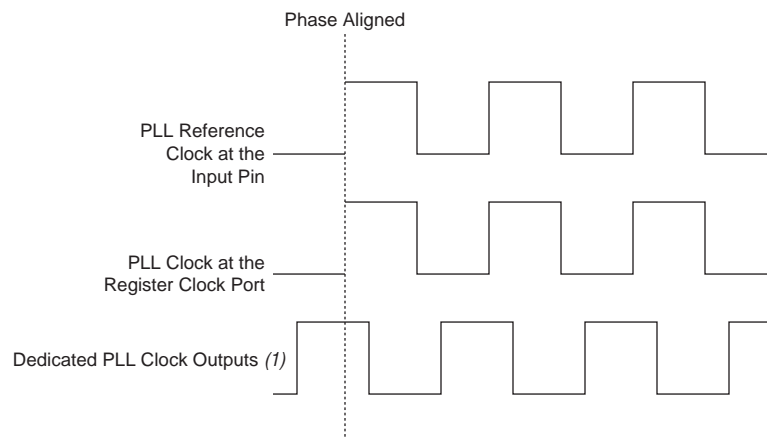 Phase Aligned
PLL Reference
Clock at the
Input Pin
PLL Clock at the
Register Clock Port
Dedicated PLL Clock Outputs (1)